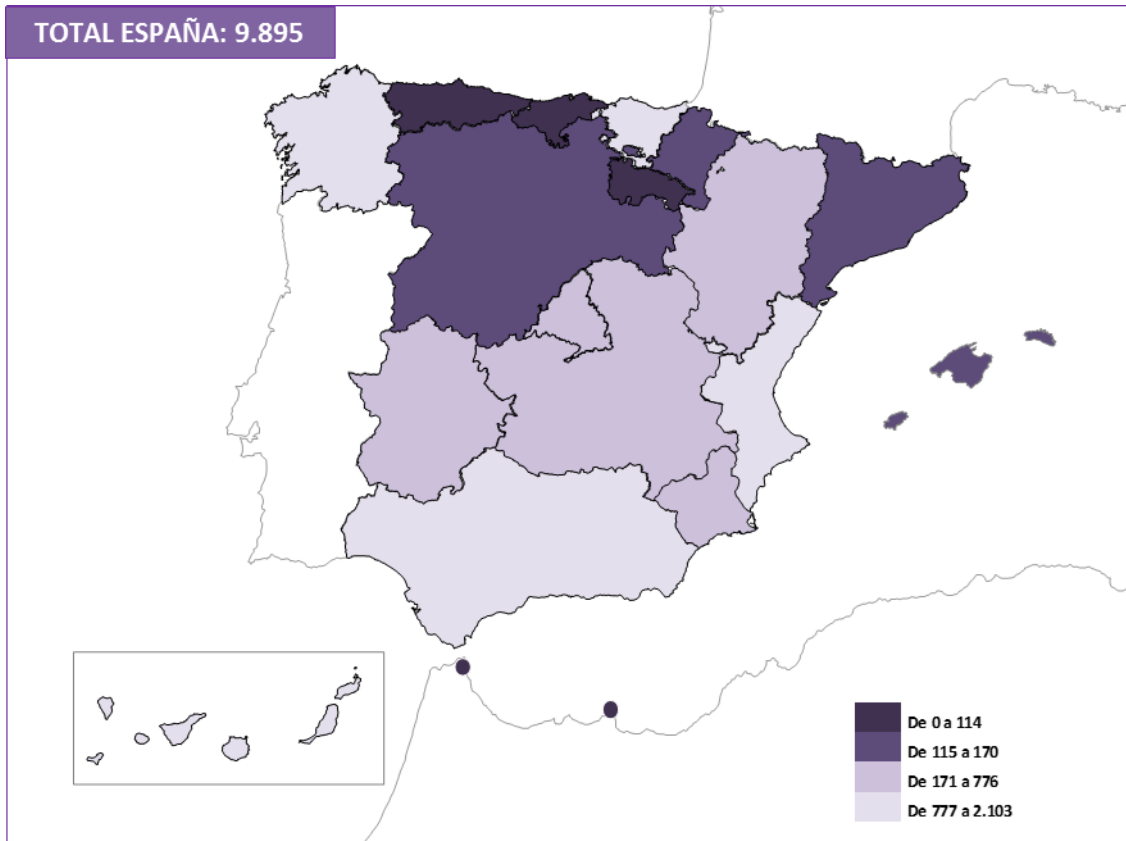 TOTAL ESPAÑA: 9.895
De 0 a 114
De 115 a 170
De 171 a 776
De 777 a 2.103